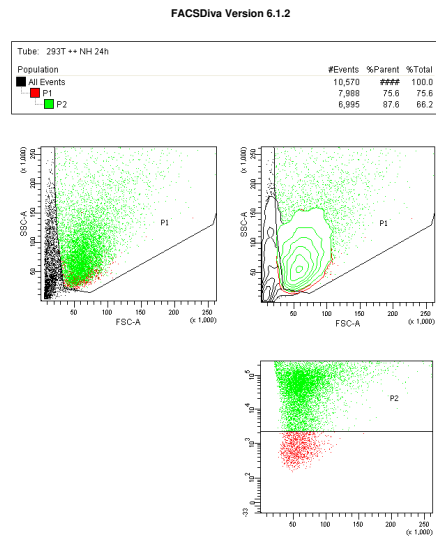 FACSDiva Version 6.1.2
Tube: 293T ++ NH 24h
Population #Events %Parent %Total
All Events 10,570 #### 100.0
P1 7,988 75.6 75.6
P2 6,995 87.6 66.2
(x 1,000)
SSC-A
50 100 150 200 250
P1
50 100 150 200 250
FSC-A (x 1,000)
(x 1,000)
SSC-A
50 100 150 200 250
P1
50 100 150 200 250
FSC-A (x 1,000)
-33 0 10^2 10^3 10^4 10^5
P2
50 100 150 200 250
(x 1,000)